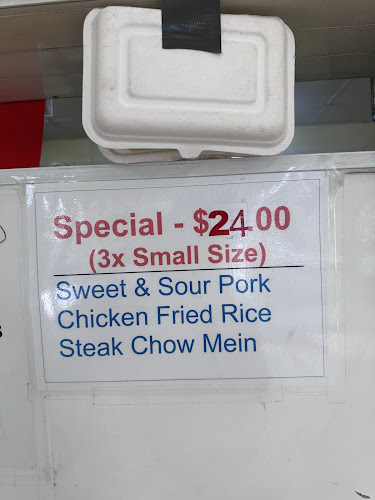 Special - $24.00
(3x Small Size)
Sweet & Sour Pork
Chicken Fried Rice
Steak Chow Mein